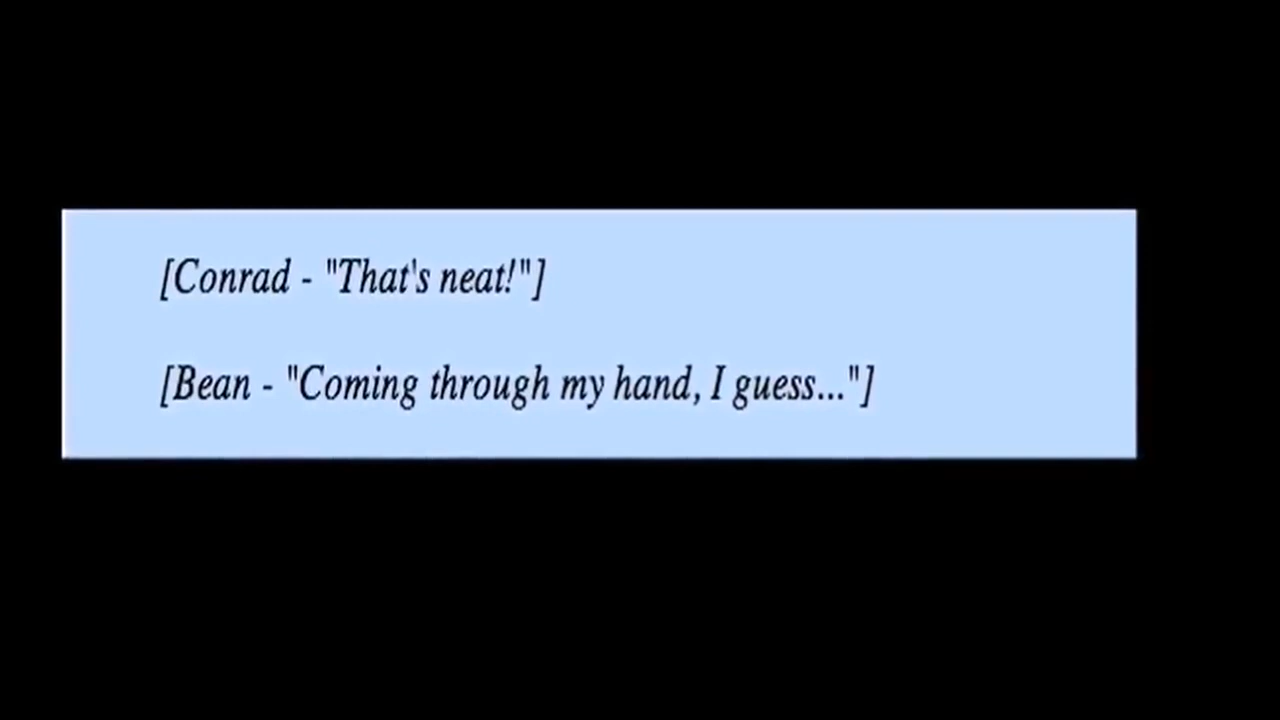 [Conrad - "That's neat!"]
[Bean - "Coming through my hand, I guess..."]